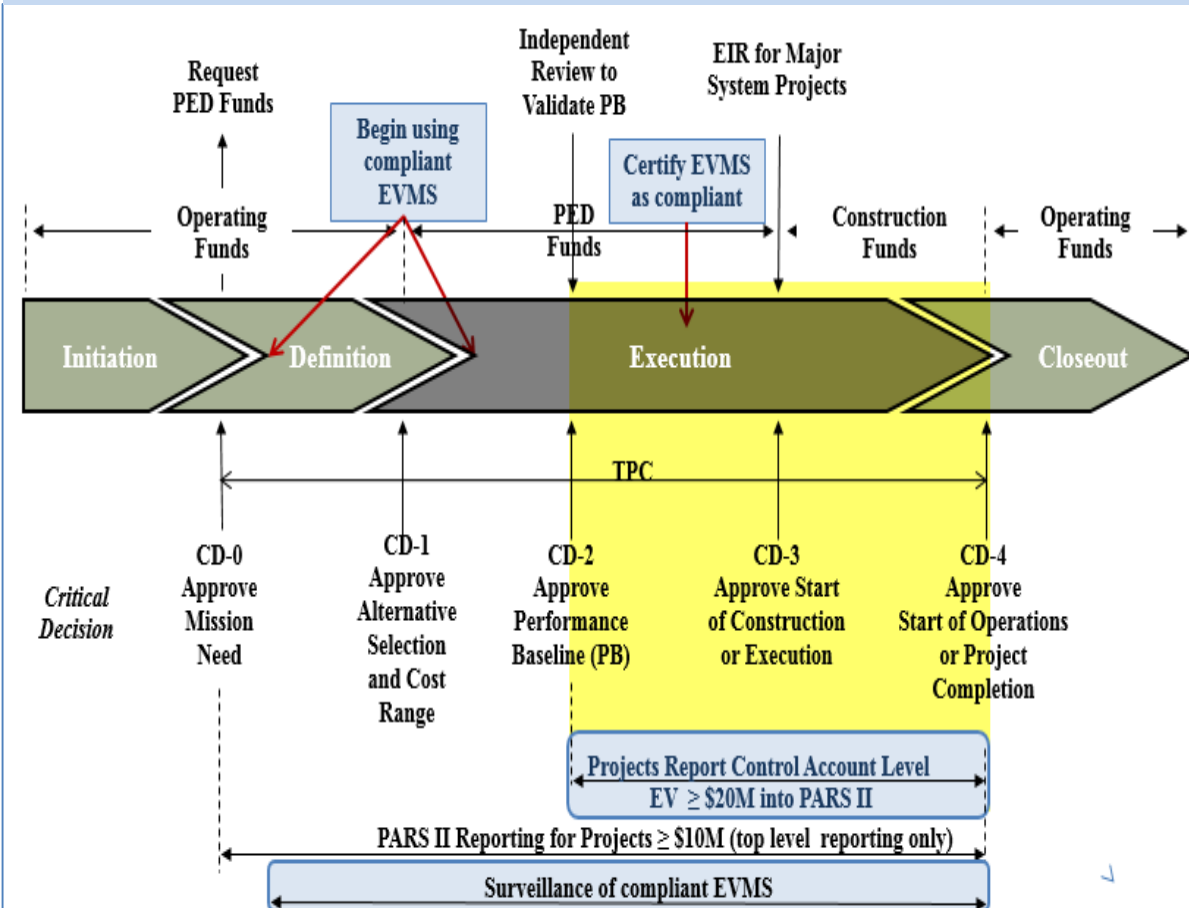 Request
PED Funds
Independent
Review to
Validate PB
EIR for Major
System Projects
Begin using
compliant
EVMS
Certify EVMS
as compliant
Operating
Funds
PED
Funds
Construction
Funds
Operating
Funds
Initiation
Definition
Execution
Closeout
TPC
Critical
Decision
CD-0
Approve
Mission
Need
CD-1
Approve
Alternative
Selection
and Cost
Range
CD-2
Approve
Performance
Baseline (PB)
CD-3
Approve Start
of Construction
or Execution
CD-4
Approve
Start of Operations
or Project
Completion
Projects Report Control Account Level
EV ≥ $20M into PARS II
PARS II Reporting for Projects ≥ $10M (top level reporting only)
Surveillance of compliant EVMS